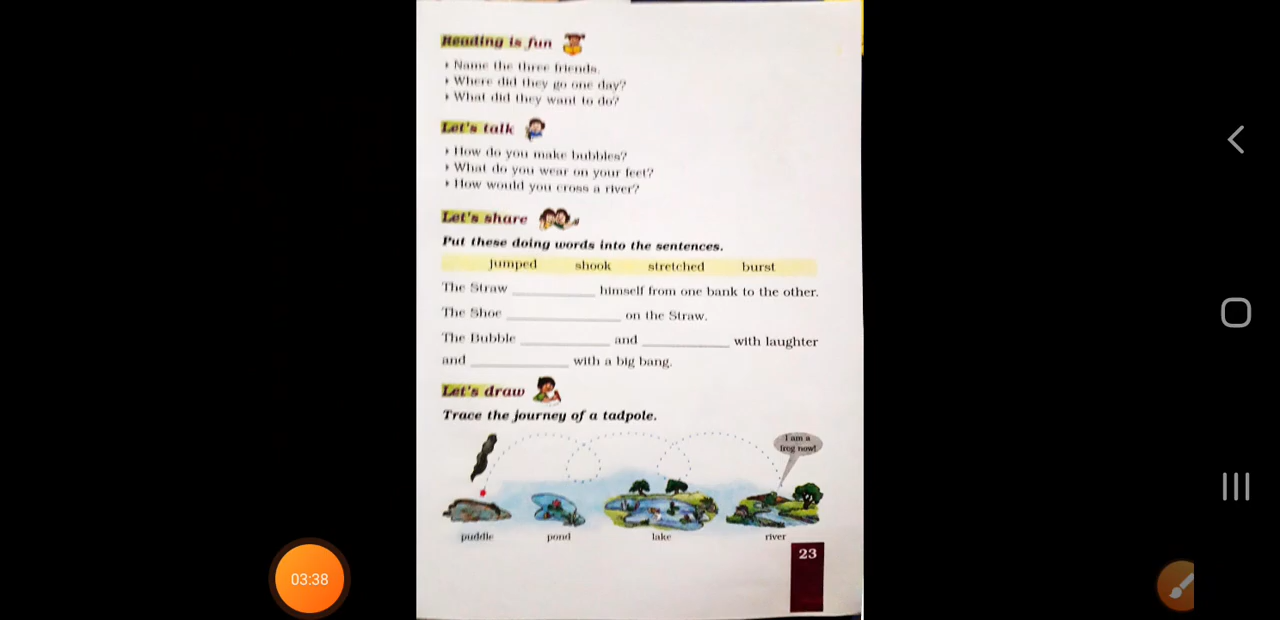 Reading is fun
Name the three friends.
Where did they go one day?
What did they want to do?
Let's talk
How do you make bubbles?
What do you wear on your feet?
How would you cross a river?
Let's share
Put these doing words into the sentences.
jumped shook stretched burst
The Straw ____________ himself from one bank to the other.
The Shoe ________________ on the Straw.
The Bubble ____________ and ____________ with laughter
and ______________ with a big bang.
Let's draw
Trace the journey of a tadpole.
I am a
frog now!
puddle pond lake river
23
03:38